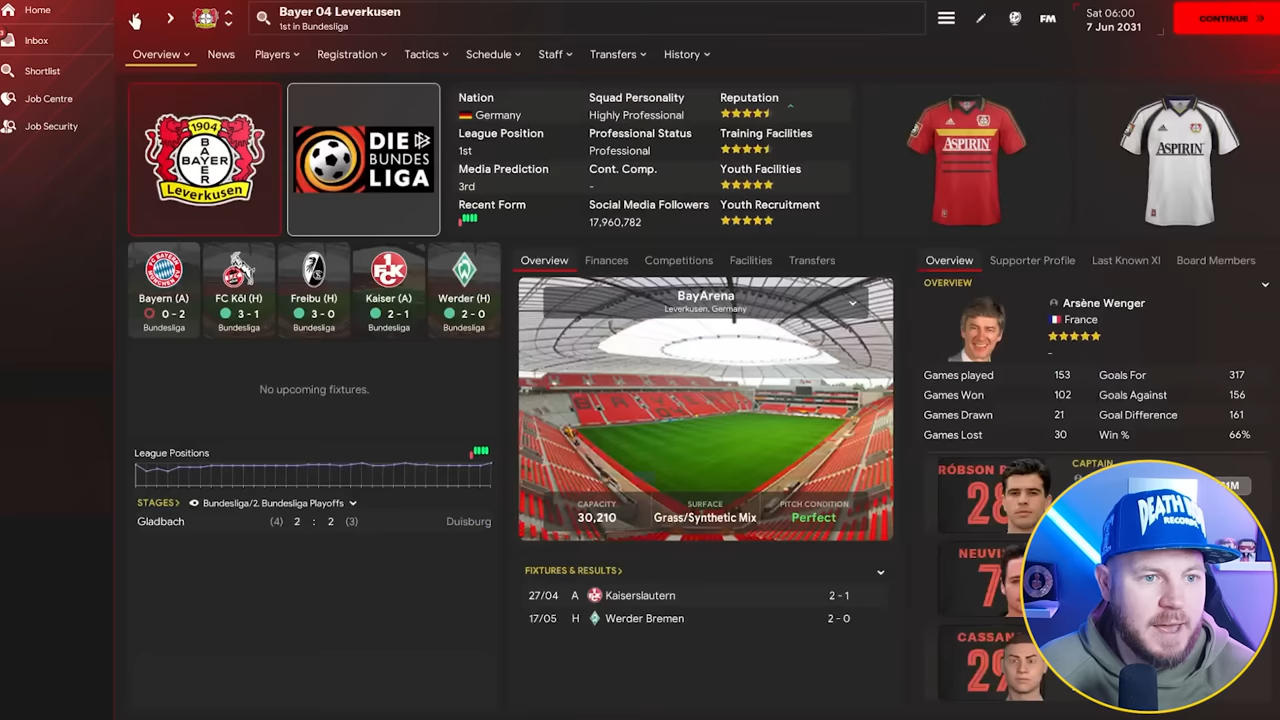 Home
Inbox
Shortlist
Job Centre
Job Security
Bayer 04 Leverkusen
1st in Bundesliga
FM
Sat 06:00
7 Jun 2031
CONTINUE
Overview
News
Players
Registration
Tactics
Schedule
Staff
Transfers
History
1904
BAYER
BAYER
Leverkusen
DIE
BUNDES
LIGA
Nation
Germany
League Position
1st
Media Prediction
3rd
Recent Form
Squad Personality
Highly Professional
Professional Status
Professional
Cont. Comp.
-
Social Media Followers
17,960,782
Reputation
Training Facilities
Youth Facilities
Youth Recruitment
ASPIRIN
ASPIRIN
Bayern (A)
0 - 2
Bundesliga
FC Köl (H)
3 - 1
Bundesliga
Freibu (H)
3 - 0
Bundesliga
Kaiser (A)
2 - 1
Bundesliga
Werder (H)
2 - 0
Bundesliga
No upcoming fixtures.
League Positions
STAGES> Bundesliga/2. Bundesliga Playoffs
Gladbach (4) 2 : 2 (3) Duisburg
Overview
Finances
Competitions
Facilities
Transfers
BayArena
Leverkusen, Germany
CAPACITY
30,210
SURFACE
Grass/Synthetic Mix
PITCH CONDITION
Perfect
FIXTURES & RESULTS>
27/04 A Kaiserslautern 2 - 1
17/05 H Werder Bremen 2 - 0
Overview
Supporter Profile
Last Known XI
Board Members
OVERVIEW
Arsène Wenger
France
-
Games played 153 Goals For 317
Games Won 102 Goals Against 156
Games Drawn 21 Goal Difference 161
Games Lost 30 Win % 66%
RÓBSON
28
CAPTAIN
NEUVI
7
CASSAN
29
DEATH
RECORDS